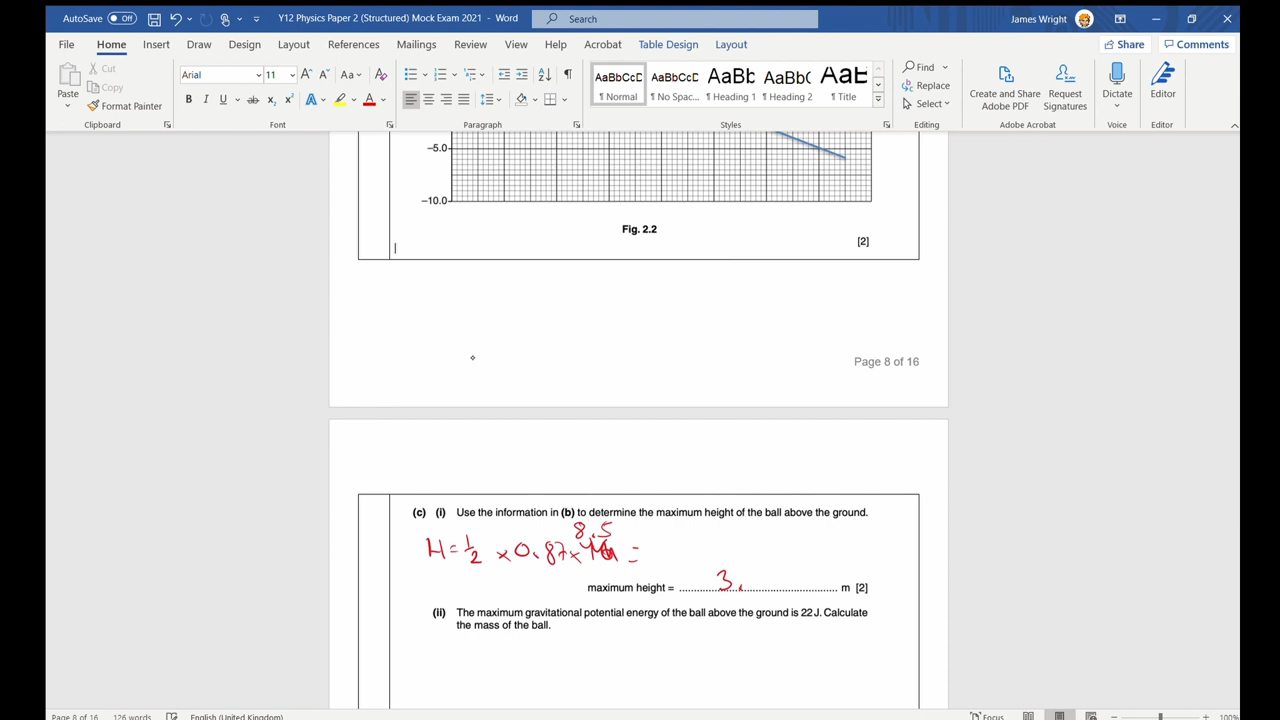 AutoSave Off Y12 Physics Paper 2 (Structured) Mock Exam 2021 - Word Search James Wright
File Home Insert Draw Design Layout References Mailings Review View Help Acrobat Table Design Layout Share Comments
Paste Cut Copy Format Painter
Clipboard
Arial 11
Font
Paragraph
AaBbCcD ¶ Normal
AaBbCcD ¶ No Spac...
AaBb ¶ Heading 1
AaBbC ¶ Heading 2
AaB ¶ Title
Styles
Find
Replace
Select
Editing
Create and Share Adobe PDF
Request Signatures
Adobe Acrobat
Dictate
Voice
Editor
Editor
−5.0
−10.0
Fig. 2.2
[2]
Page 8 of 16
(c) (i) Use the information in (b) to determine the maximum height of the ball above the ground.
8.5
H = 1/2 × 0.87 × =
maximum height = 3. m [2]
(ii) The maximum gravitational potential energy of the ball above the ground is 22 J. Calculate
the mass of the ball.
Page 8 of 16 126 words English (United Kingdom) Focus 100%